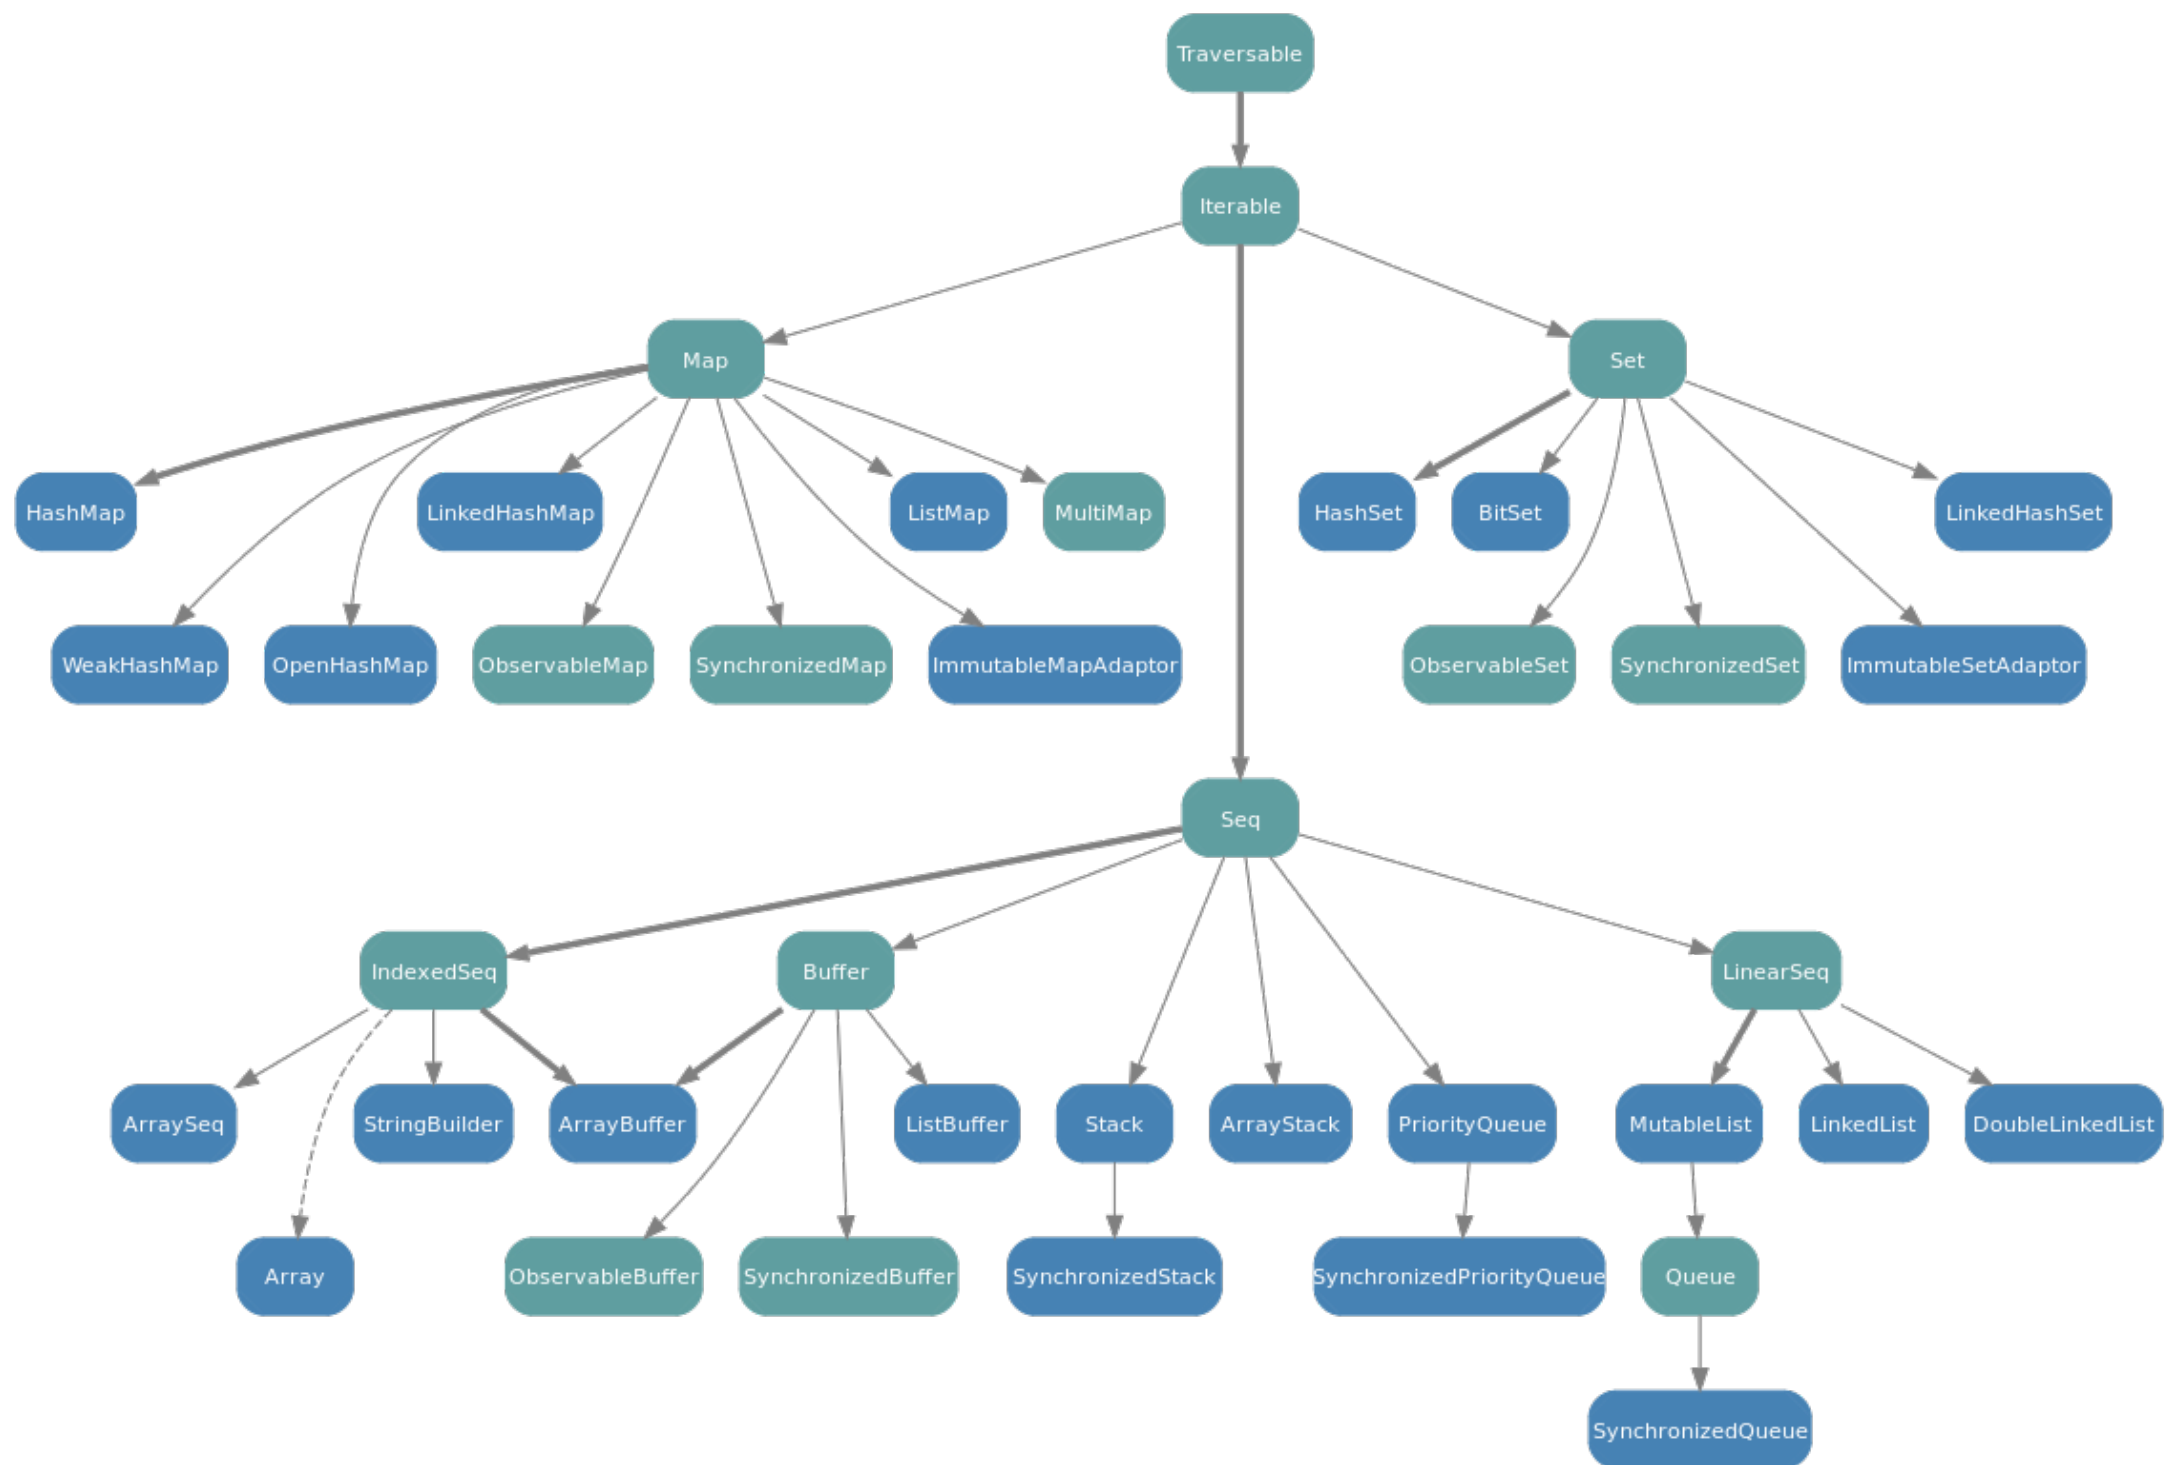 Traversable
Iterable
Map
Set
HashMap
LinkedHashMap
ListMap
MultiMap
HashSet
BitSet
LinkedHashSet
WeakHashMap
OpenHashMap
ObservableMap
SynchronizedMap
ImmutableMapAdaptor
ObservableSet
SynchronizedSet
ImmutableSetAdaptor
Seq
IndexedSeq
Buffer
LinearSeq
ArraySeq
StringBuilder
ArrayBuffer
ListBuffer
Stack
ArrayStack
PriorityQueue
MutableList
LinkedList
DoubleLinkedList
Array
ObservableBuffer
SynchronizedBuffer
SynchronizedStack
SynchronizedPriorityQueue
Queue
SynchronizedQueue